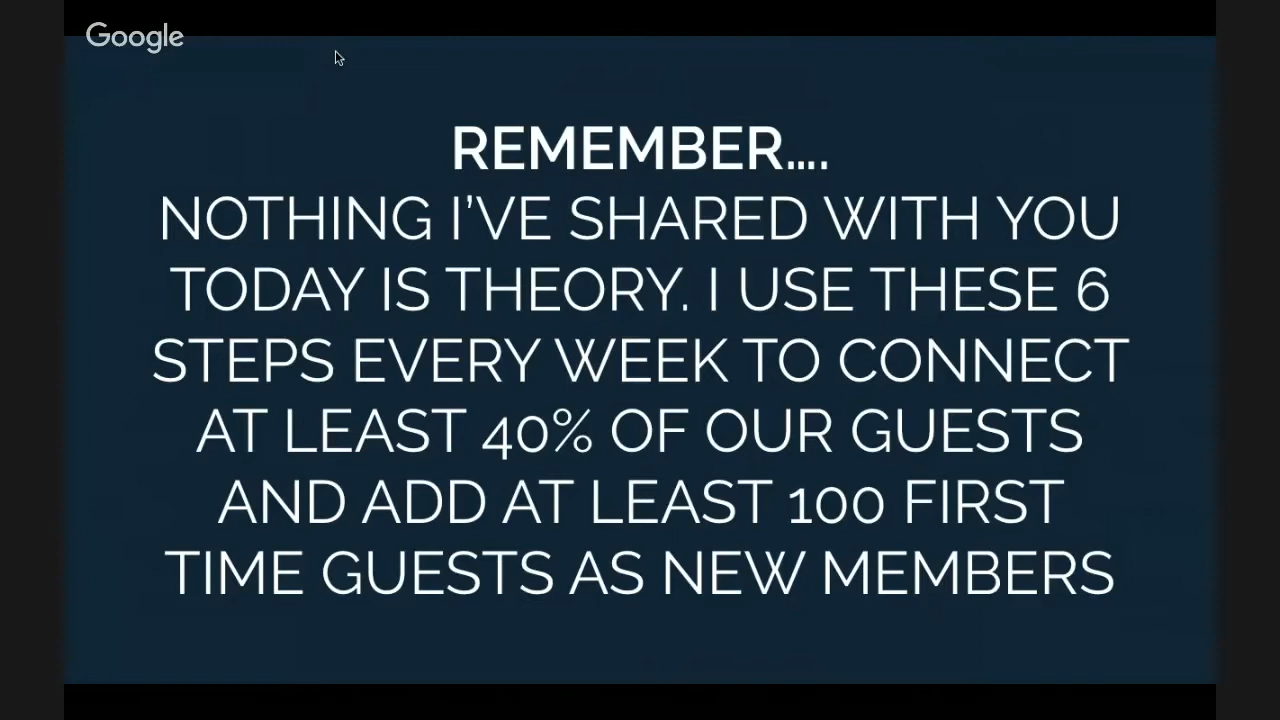 Google
REMEMBER....
NOTHING I'VE SHARED WITH YOU
TODAY IS THEORY. I USE THESE 6
STEPS EVERY WEEK TO CONNECT
AT LEAST 40% OF OUR GUESTS
AND ADD AT LEAST 100 FIRST
TIME GUESTS AS NEW MEMBERS